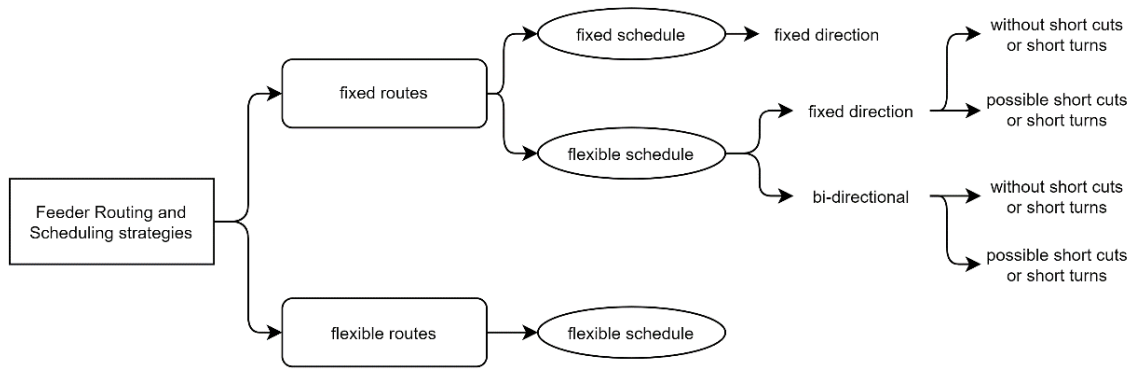 without short cuts
or short turns
fixed schedule
fixed direction
fixed routes
possible short cuts
or short turns
fixed direction
flexible schedule
without short cuts
or short turns
bi-directional
Feeder Routing and
Scheduling strategies
possible short cuts
or short turns
flexible routes
flexible schedule